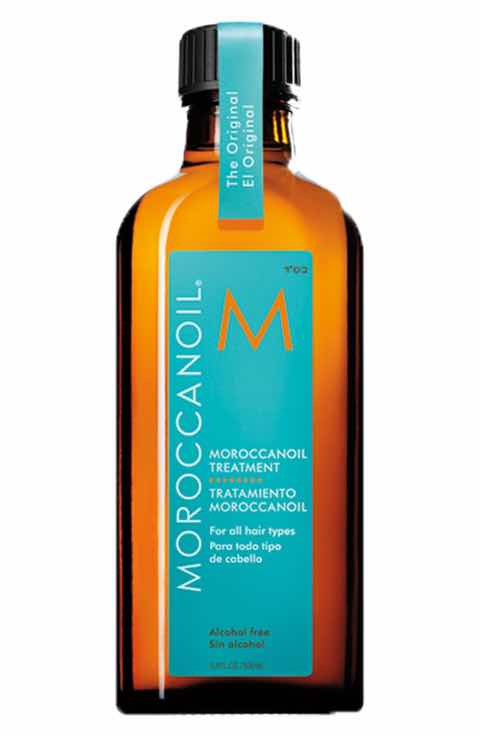 The Original
El Original
בס"ד
M
MOROCCANOIL®
MOROCCANOIL
TREATMENT
TRATAMIENTO
MOROCCANOIL
For all hair types
Para todo tipo
de cabello
Alcohol free
Sin alcohol